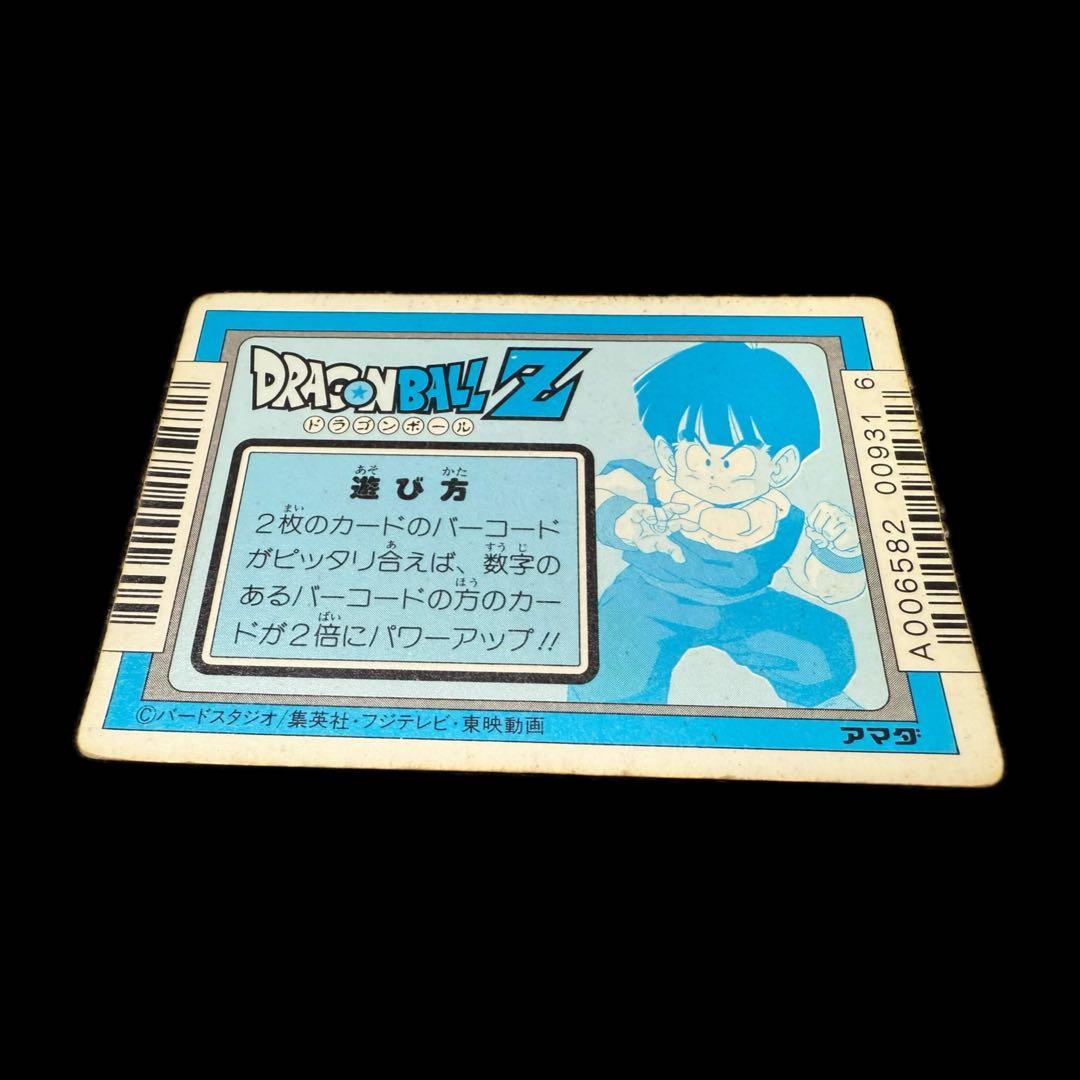 DRAGONBALL Z
ドラゴンボール
遊び方
2枚のカードのバーコード
がピッタリ合えば、数字の
あるバーコードの方のカー
ドが2倍にパワーアップ!!
©バードスタジオ/集英社・フジテレビ・東映動画
アマダ
A006582 00931 6